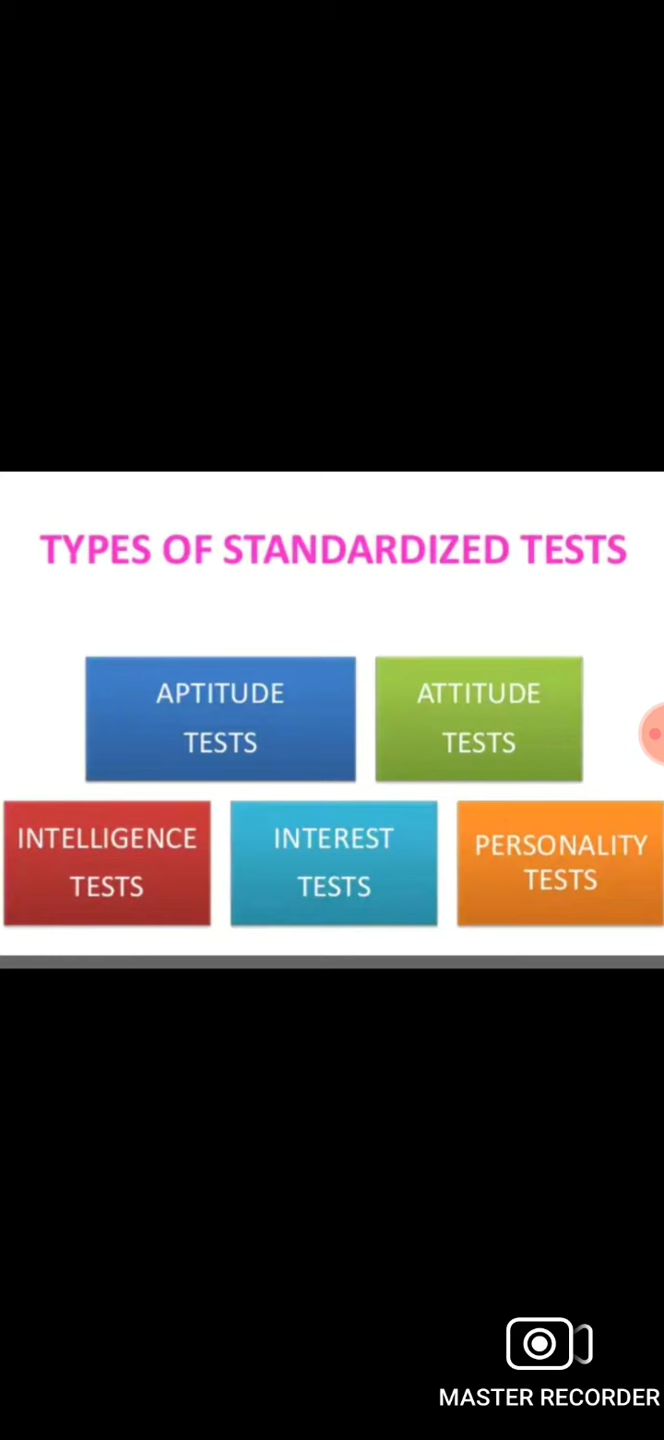 TYPES OF STANDARDIZED TESTS
APTITUDE
TESTS
ATTITUDE
TESTS
INTELLIGENCE
TESTS
INTEREST
TESTS
PERSONALITY
TESTS
MASTER RECORDER